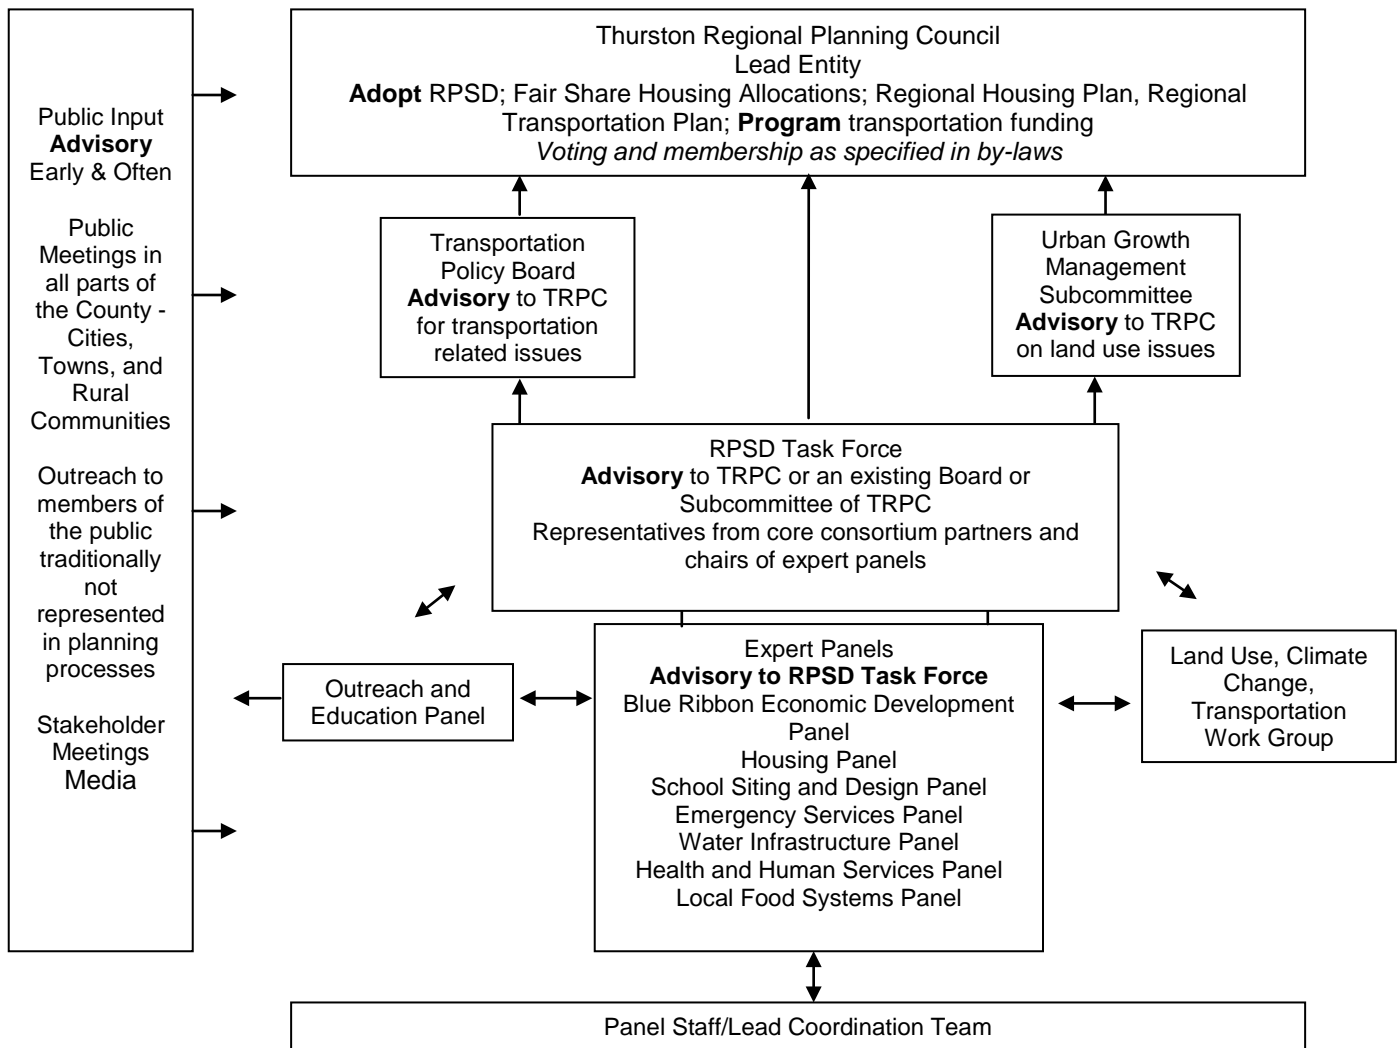 Public Input
Advisory
Early & Often
Public
Meetings in
all parts of
the County -
Cities,
Towns, and
Rural
Communities
Outreach to
members of
the public
traditionally
not
represented
in planning
processes
Stakeholder
Meetings
Media
Thurston Regional Planning Council
Lead Entity
Adopt RPSD; Fair Share Housing Allocations; Regional Housing Plan, Regional
Transportation Plan; Program transportation funding
Voting and membership as specified in by-laws
Transportation
Policy Board
Advisory to TRPC
for transportation
related issues
Urban Growth
Management
Subcommittee
Advisory to TRPC
on land use issues
RPSD Task Force
Advisory to TRPC or an existing Board or
Subcommittee of TRPC
Representatives from core consortium partners and
chairs of expert panels
Outreach and
Education Panel
Expert Panels
Advisory to RPSD Task Force
Blue Ribbon Economic Development
Panel
Housing Panel
School Siting and Design Panel
Emergency Services Panel
Water Infrastructure Panel
Health and Human Services Panel
Local Food Systems Panel
Land Use, Climate
Change,
Transportation
Work Group
Panel Staff/Lead Coordination Team